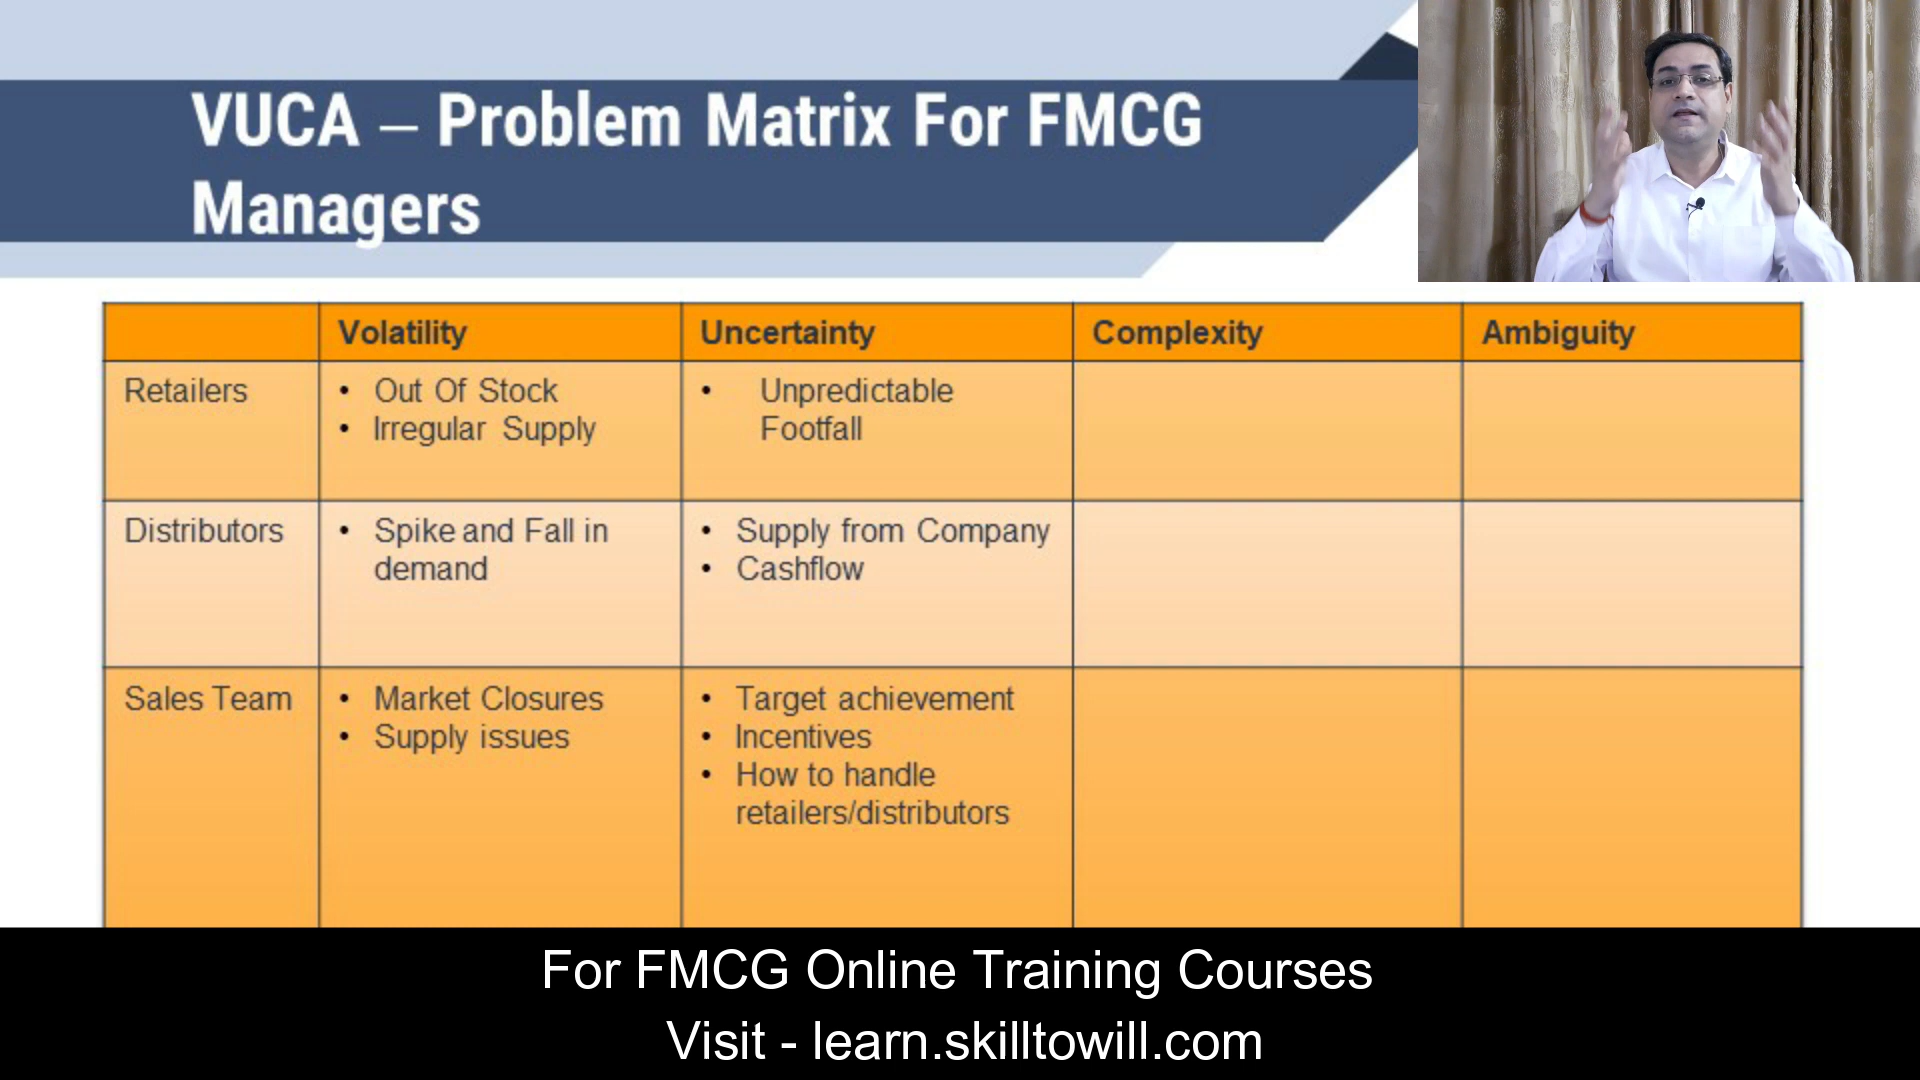 VUCA – Problem Matrix For FMCG
Managers
Volatility Uncertainty Complexity Ambiguity
Retailers
• Out Of Stock
• Irregular Supply
• Unpredictable
Footfall
Distributors
• Spike and Fall in
demand
• Supply from Company
• Cashflow
Sales Team
• Market Closures
• Supply issues
• Target achievement
• Incentives
• How to handle
retailers/distributors
For FMCG Online Training Courses
Visit - learn.skilltowill.com